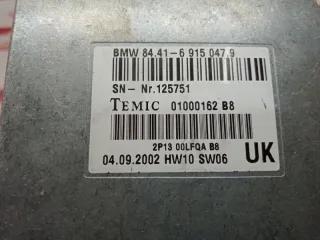 BMW 84.41-6 915 047.9
SN- Nr.125751
TEMIC 01000162 B8
2P13 00LFQA B8
04.09.2002 HW10 SW06 UK